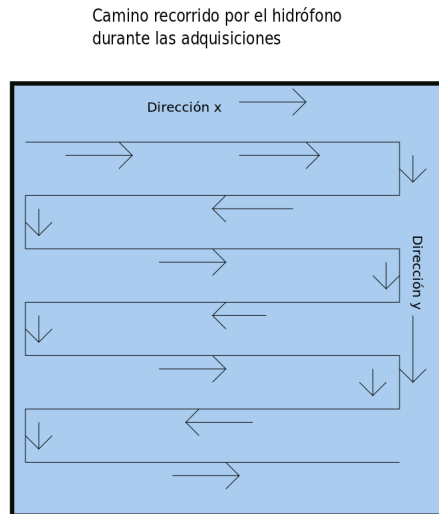 Camino recorrido por el hidrófono
durante las adquisiciones
Dirección x
Dirección y